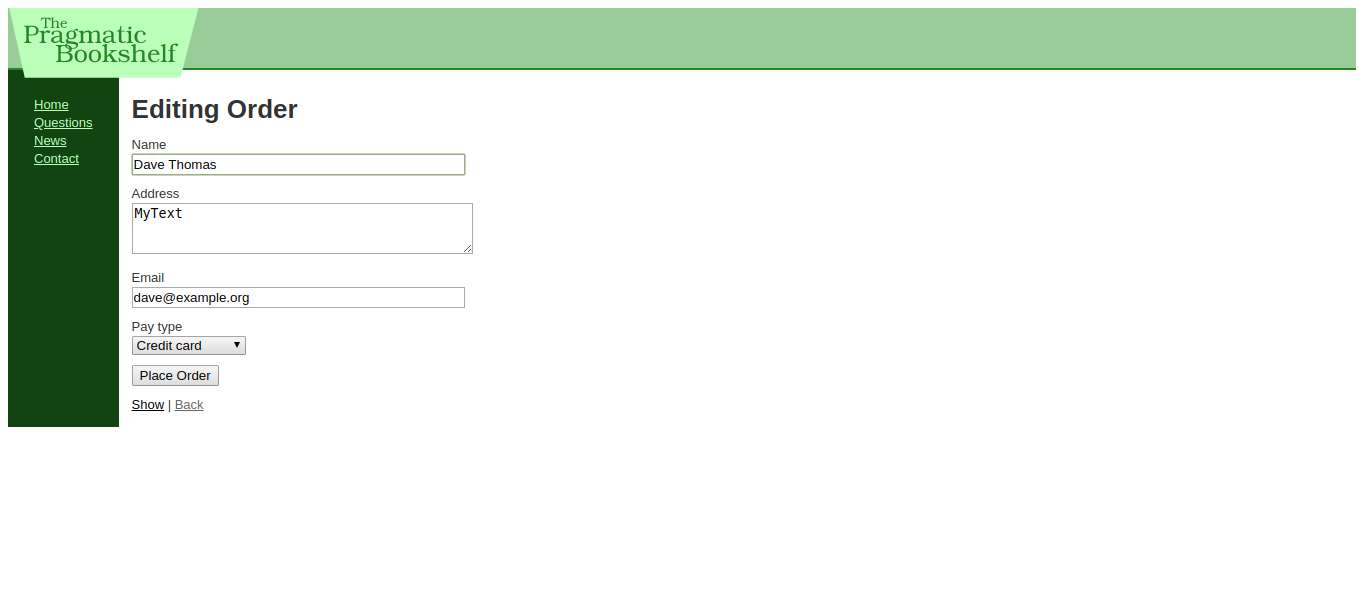 The
Pragmatic
Bookshelf
Home
Questions
News
Contact
Editing Order
Name
Dave Thomas
Address
MyText
Email
dave@example.org
Pay type
Credit card
Place Order
Show | Back